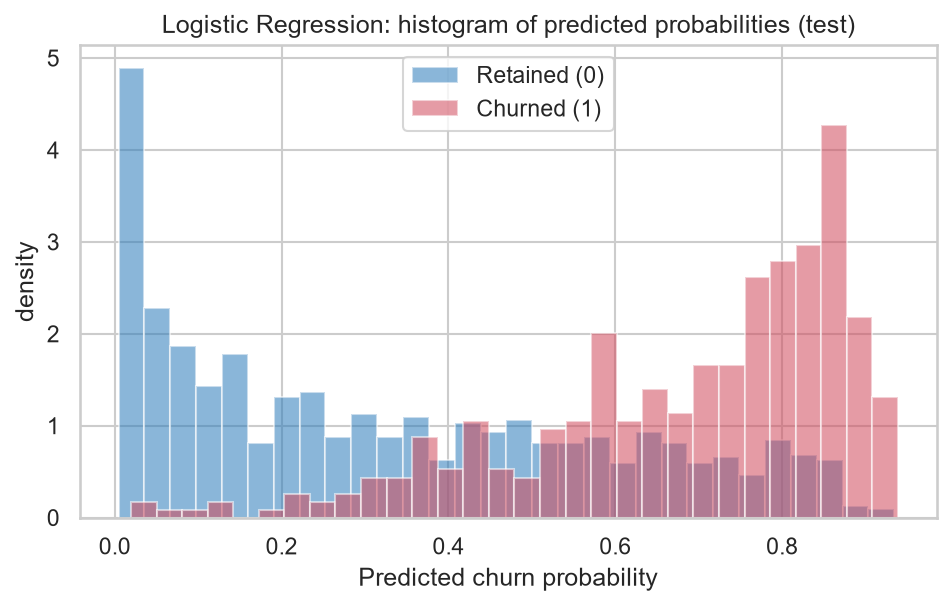 Logistic Regression: histogram of predicted probabilities (test)
5
4
3
2
1
0
density
Retained (0)
Churned (1)
0.0 0.2 0.4 0.6 0.8
Predicted churn probability